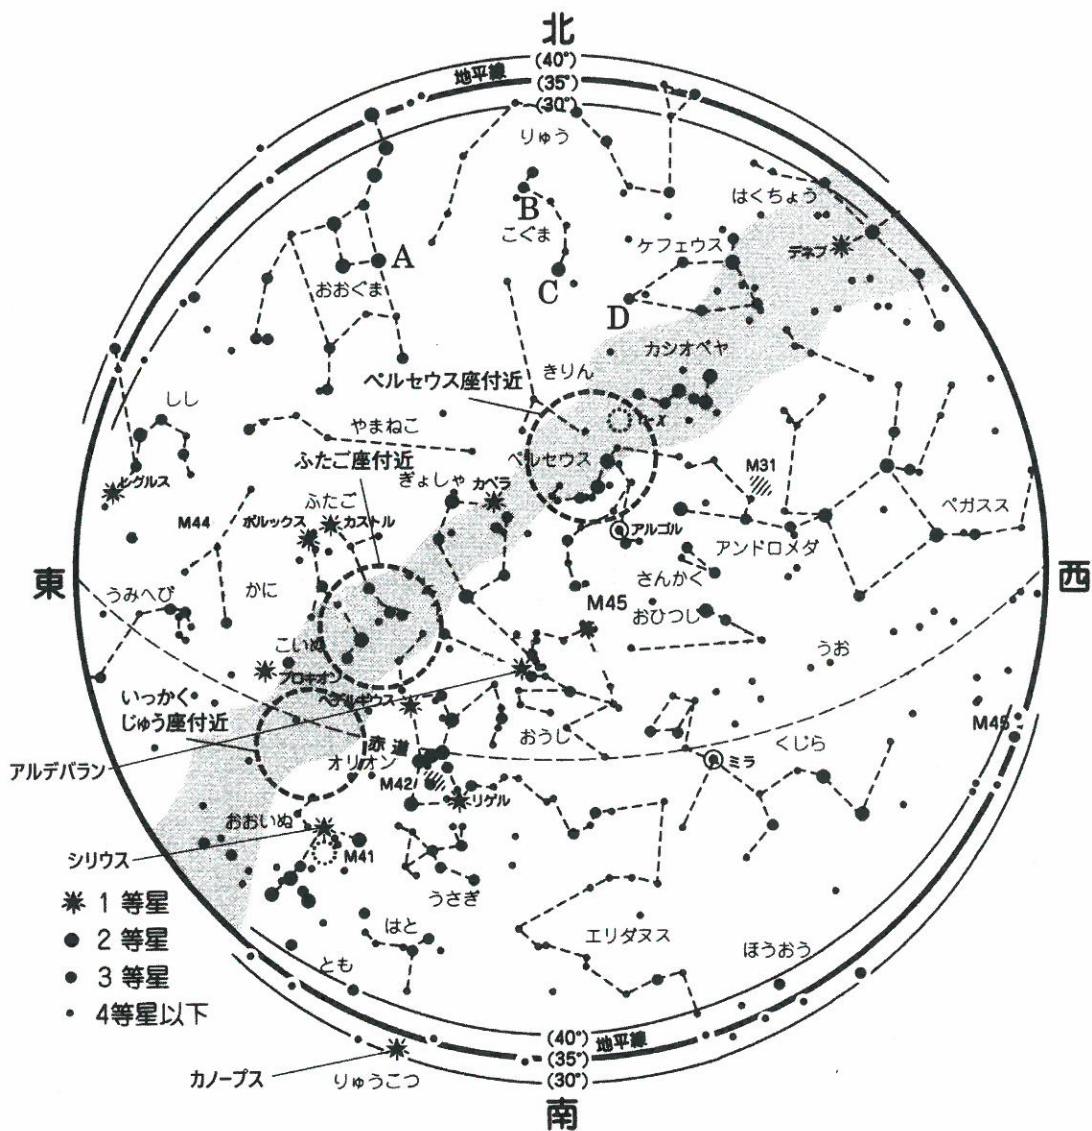 北
(40°)
地平線
(35°)
(30°)
りゅう
はくちょう
B
こぐま
ケフェウス
デネブ
A
おおぐま
C
D
カシオペヤ
きりん
ペルセウス座付近
しし
h-χ
やまねこ
ペルセウス
ふたご座付近
M31
ぎょしゃ
カペラ
レグルス
ふたご
ペガスス
M44
ポルックス
カストル
アルゴル
アンドロメダ
東
西
さんかく
うみへび
かに
M45
おひつじ
うお
こいぬ
プロキオン
いっかく
じゅう座付近
ベテルギウス
M45
赤道
おうし
くじら
アルデバラン
オリオン
M42
ミラ
リゲル
おおいぬ
シリウス
M41
うさぎ
1等星
はと
2等星
エリダヌス
ほうおう
とも
3等星
4等星以下
(40°)
地平線
(35°)
カノープス
りゅうこつ
(30°)
南